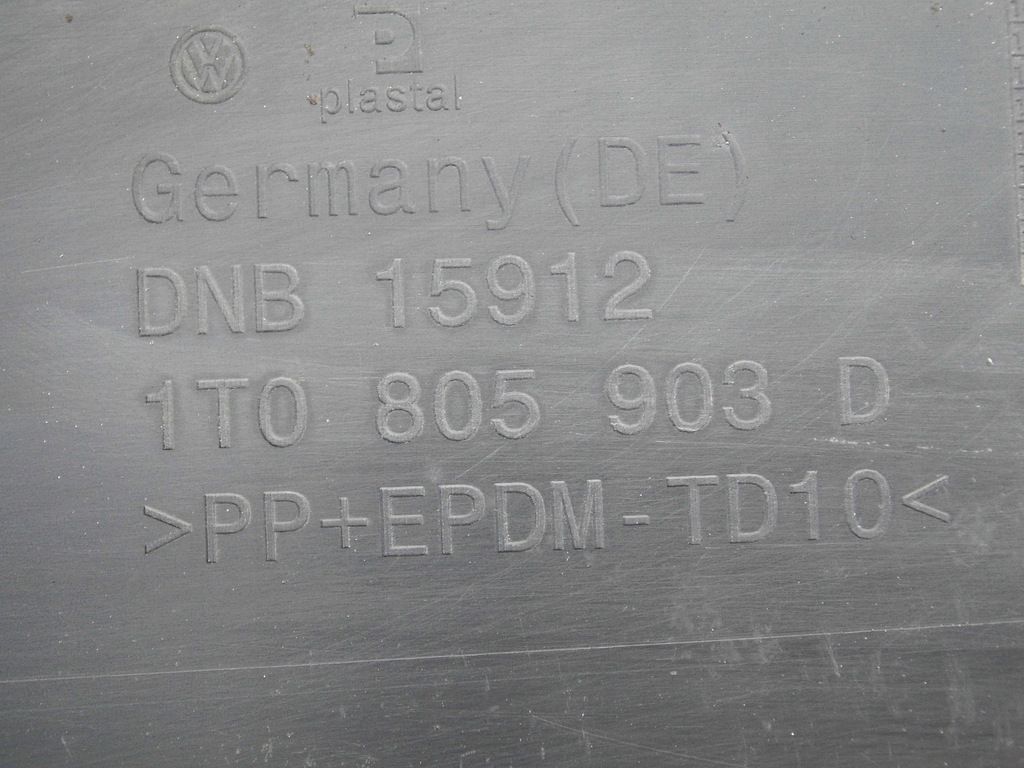 plastal
Germany (DE)
DNB 15912
1T0 805 903 D
>PP+EPDM-TD10<